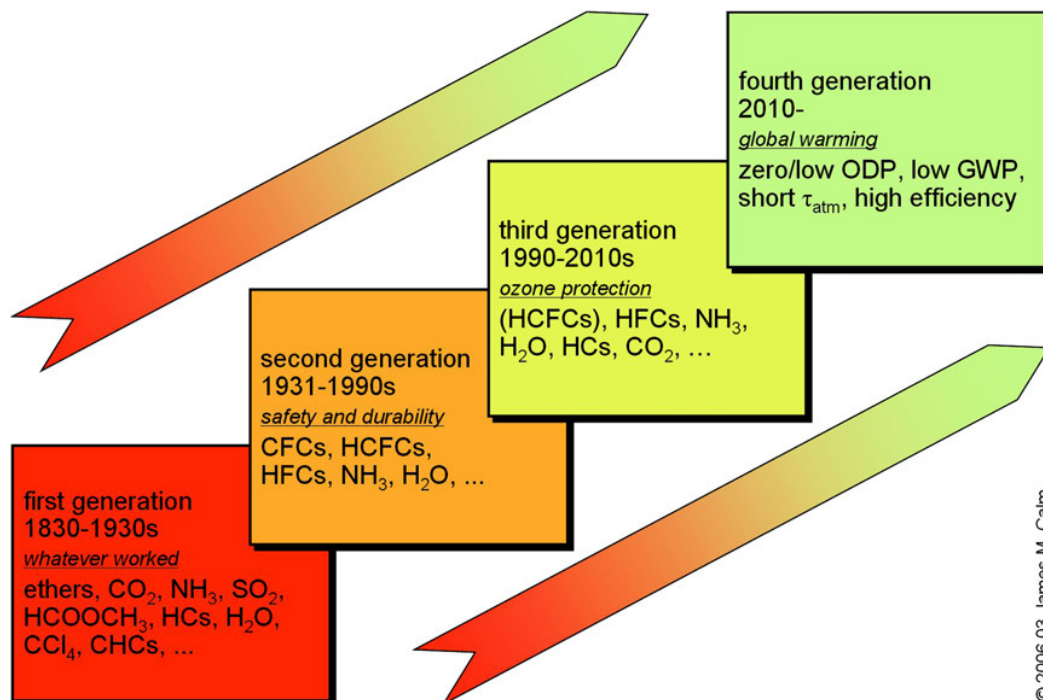 first generation
1830-1930s
whatever worked
ethers, CO₂, NH₃, SO₂,
HCOOCH₃, HCs, H₂O,
CCl₄, CHCs, ...
second generation
1931-1990s
safety and durability
CFCs, HCFCs,
HFCs, NH₃, H₂O, ...
third generation
1990-2010s
ozone protection
(HCFCs), HFCs, NH₃,
H₂O, HCs, CO₂, ...
fourth generation
2010-
global warming
zero/low ODP, low GWP,
short τatm, high efficiency
© 2006.03 James M. Calm